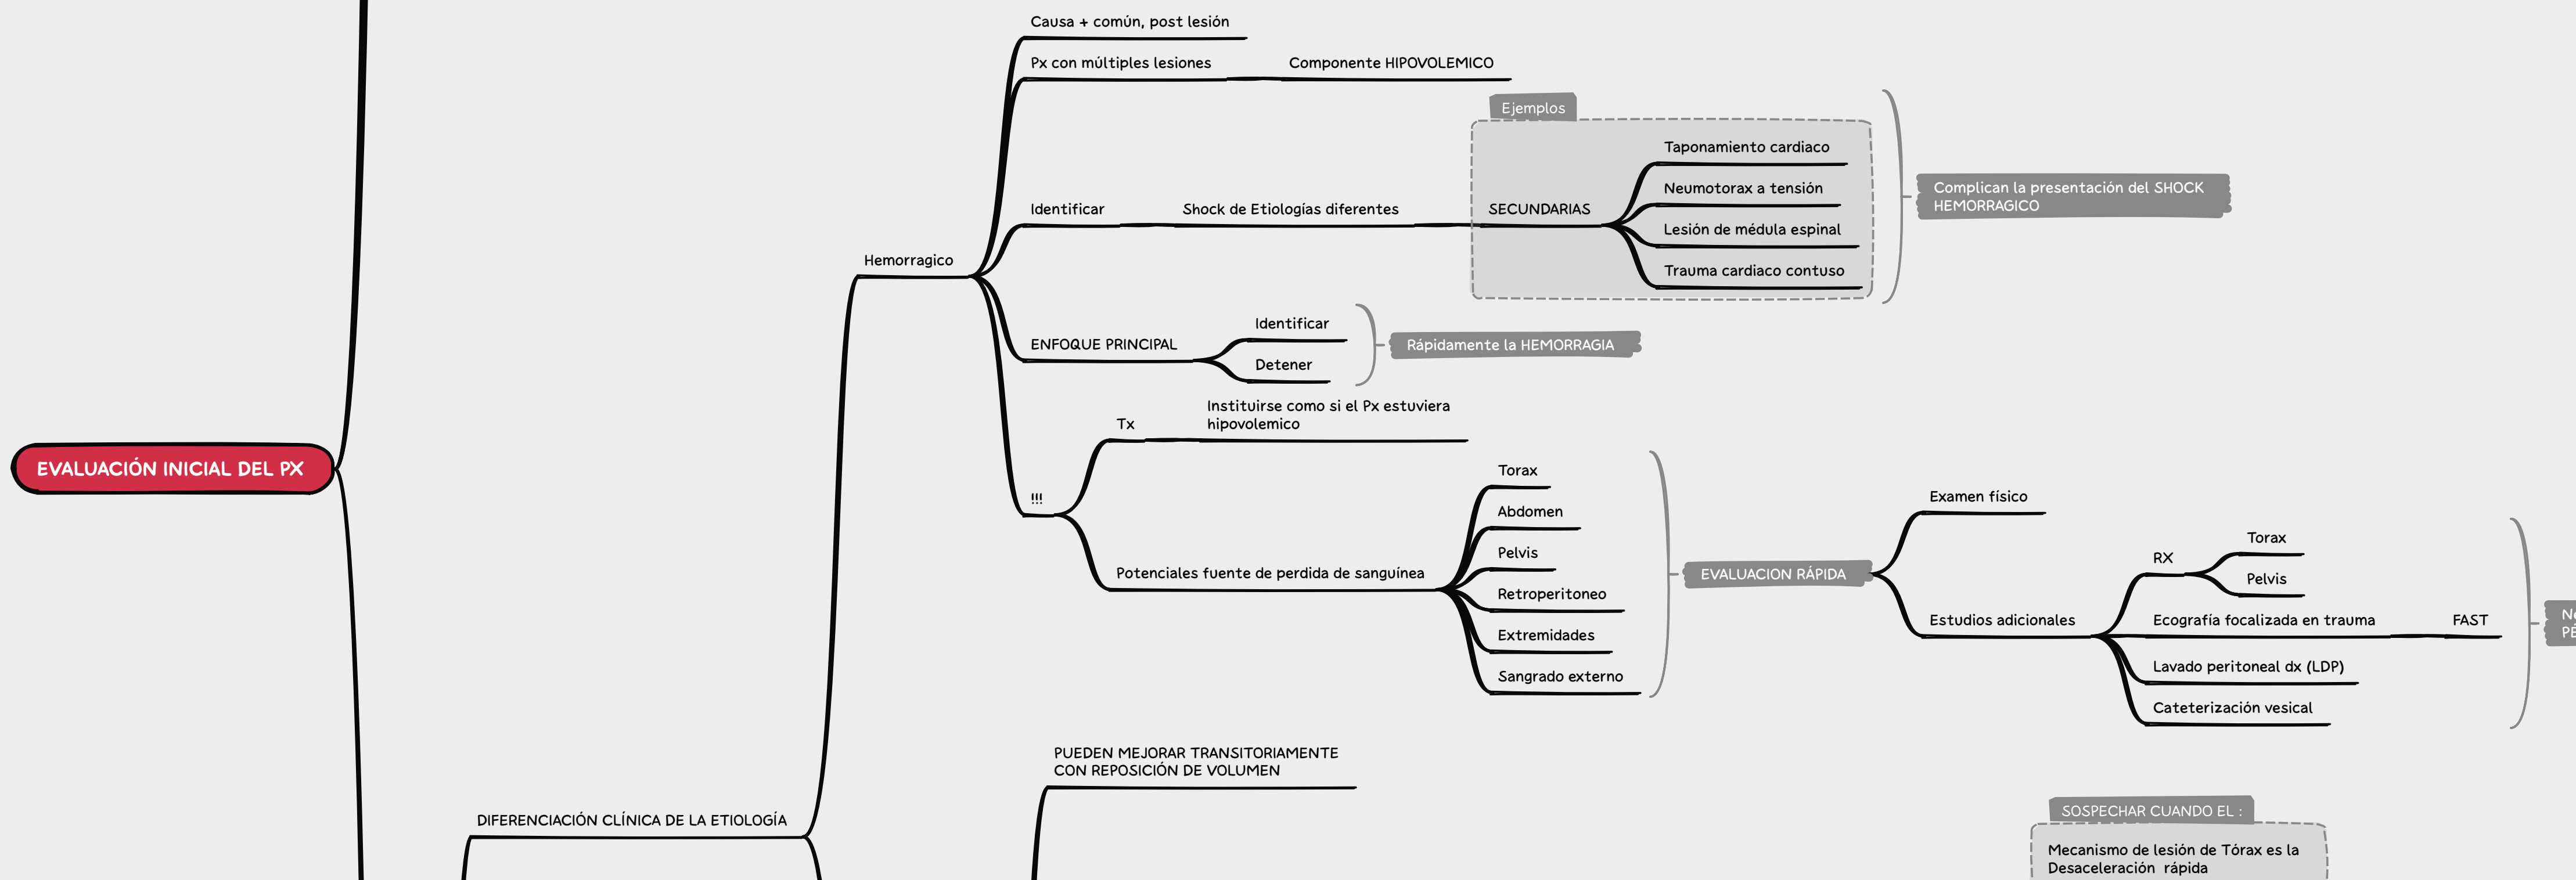 Causa + común, post lesión
Px con múltiples lesiones
Componente HIPOVOLEMICO
Ejemplos
Taponamiento cardiaco
Neumotorax a tensión
Identificar
Shock de Etiologías diferentes
SECUNDARIAS
Lesión de médula espinal
Trauma cardiaco contuso
Complican la presentación del SHOCK
HEMORRAGICO
Hemorragico
ENFOQUE PRINCIPAL
Identificar
Detener
Rápidamente la HEMORRAGIA
Tx
Instituirse como si el Px estuviera
hipovolemico
EVALUACIÓN INICIAL DEL PX
!!!
Potenciales fuente de perdida de sanguínea
Torax
Abdomen
Pelvis
Retroperitoneo
Extremidades
Sangrado externo
EVALUACION RÁPIDA
Examen físico
Estudios adicionales
RX
Torax
Pelvis
Ecografía focalizada en trauma
FAST
Lavado peritoneal dx (LDP)
Cateterización vesical
PUEDEN MEJORAR TRANSITORIAMENTE
CON REPOSICIÓN DE VOLUMEN
DIFERENCIACIÓN CLÍNICA DE LA ETIOLOGÍA
SOSPECHAR CUANDO EL :
Mecanismo de lesión de Tórax es la
Desaceleración rápida